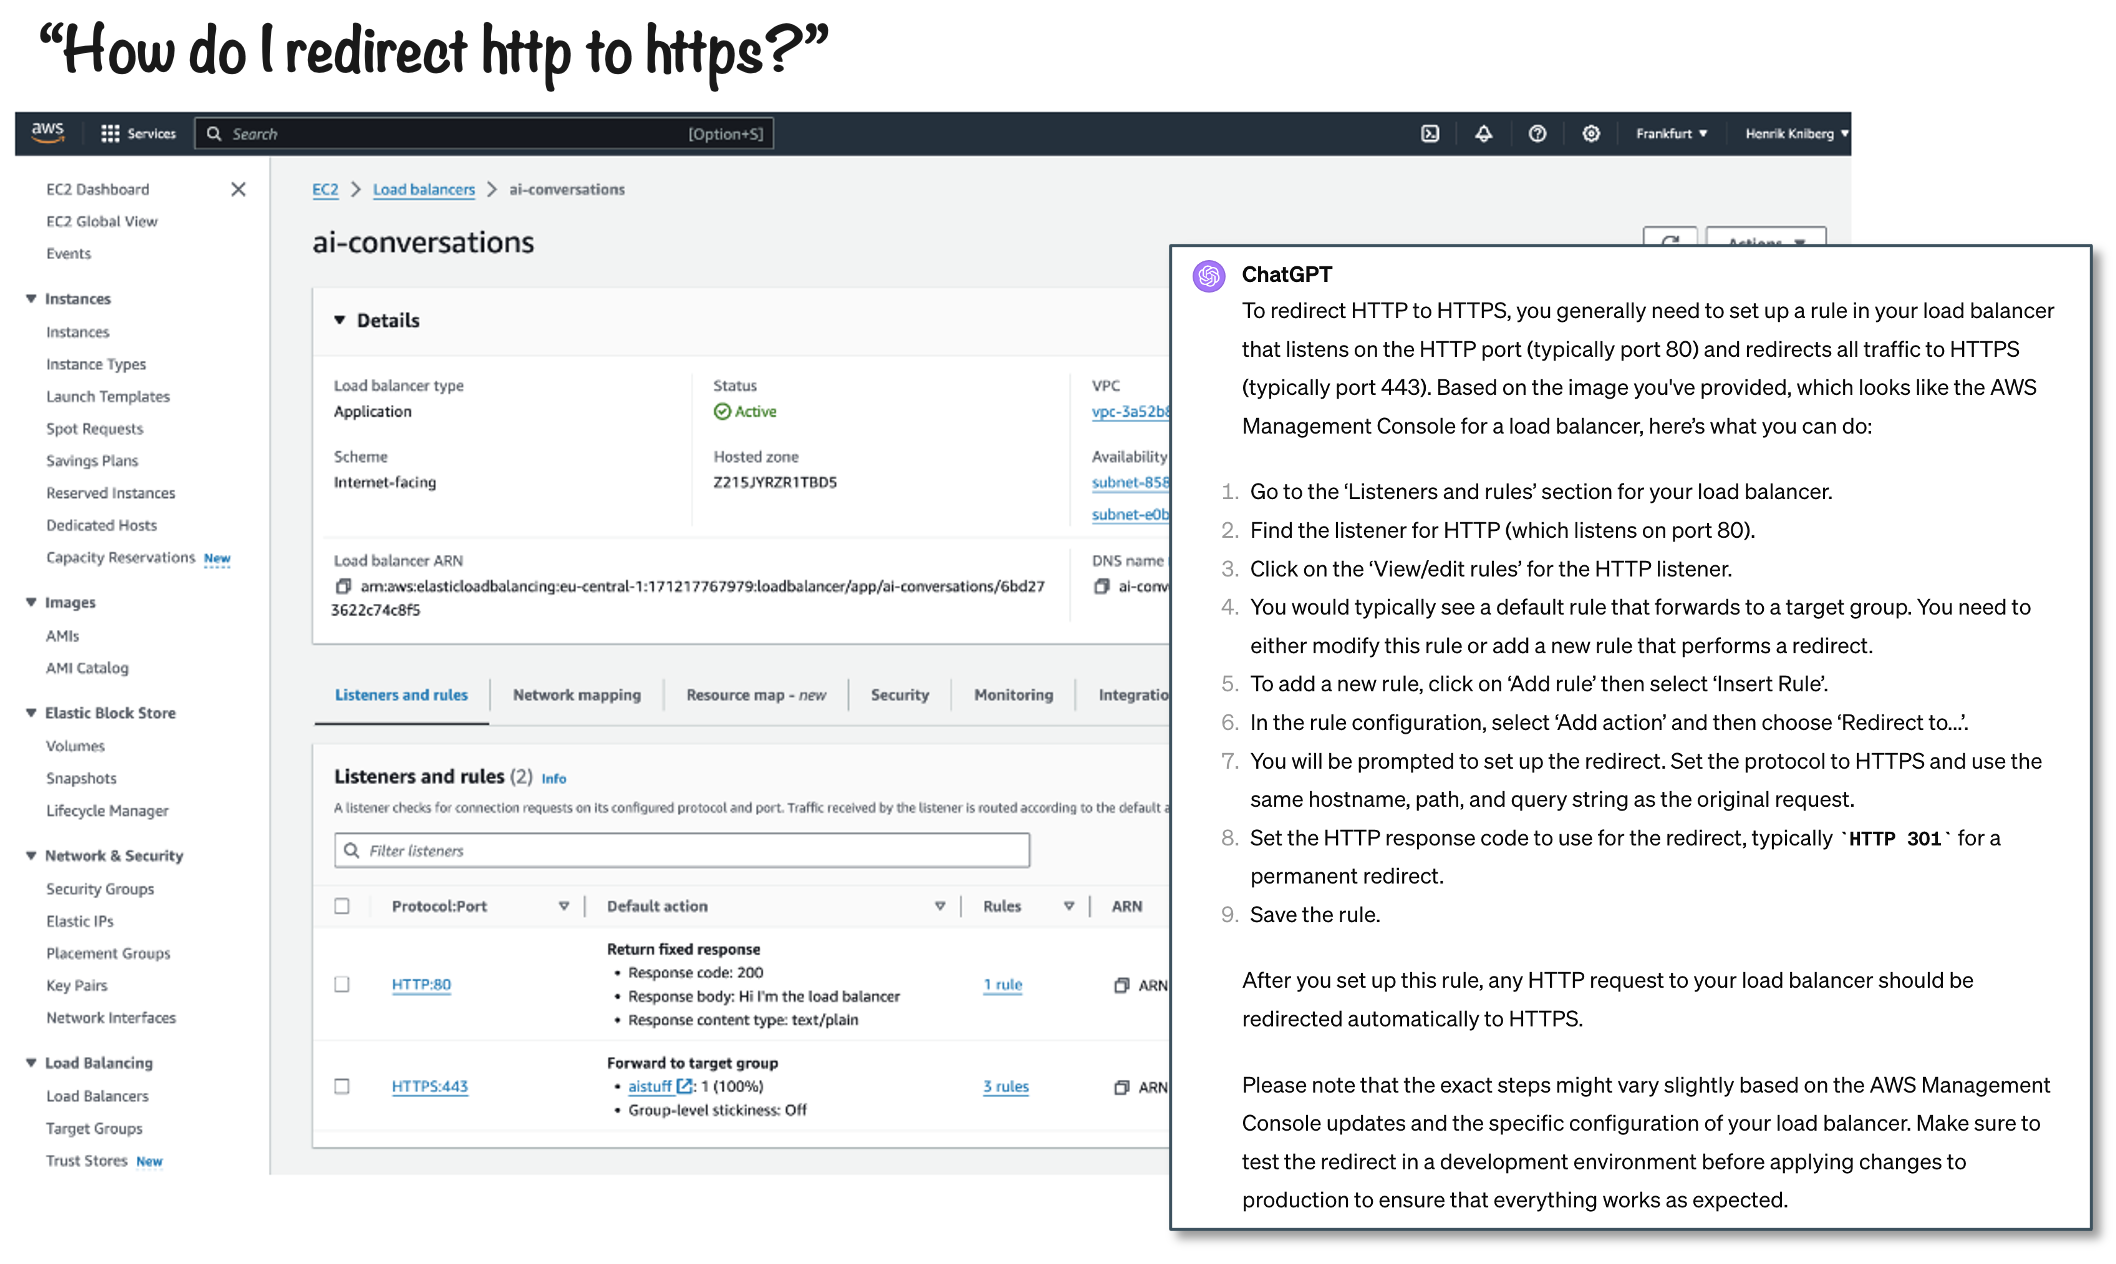 “How do I redirect http to https?”
aws
Services
Search
[Option+S]
Frankfurt
Henrik Kniberg
EC2 Dashboard
EC2 Global View
Events
Instances
Instances
Instance Types
Launch Templates
Spot Requests
Savings Plans
Reserved Instances
Dedicated Hosts
Capacity Reservations New
Images
AMIs
AMI Catalog
Elastic Block Store
Volumes
Snapshots
Lifecycle Manager
Network & Security
Security Groups
Elastic IPs
Placement Groups
Key Pairs
Network Interfaces
Load Balancing
Load Balancers
Target Groups
Trust Stores New
EC2 > Load balancers > ai-conversations
ai-conversations
Actions
Details
Load balancer type
Application
Status
Active
VPC
vpc-3a52b8
Scheme
Internet-facing
Hosted zone
Z215JYRZR1TBD5
Availability
subnet-858
subnet-e0b
Load balancer ARN
arn:aws:elasticloadbalancing:eu-central-1:171217767979:loadbalancer/app/ai-conversations/6bd27
3622c74c8f5
DNS name
ai-conv
Listeners and rules
Network mapping
Resource map - new
Security
Monitoring
Integratio
Listeners and rules (2) Info
A listener checks for connection requests on its configured protocol and port. Traffic received by the listener is routed according to the default a
Filter listeners
Protocol:Port
Default action
Rules
ARN
HTTP:80
Return fixed response
• Response code: 200
• Response body: Hi I'm the load balancer
• Response content type: text/plain
1 rule
ARN
HTTPS:443
Forward to target group
• aistuff : 1 (100%)
• Group-level stickiness: Off
3 rules
ARN
ChatGPT
To redirect HTTP to HTTPS, you generally need to set up a rule in your load balancer
that listens on the HTTP port (typically port 80) and redirects all traffic to HTTPS
(typically port 443). Based on the image you've provided, which looks like the AWS
Management Console for a load balancer, here’s what you can do:
1. Go to the ‘Listeners and rules’ section for your load balancer.
2. Find the listener for HTTP (which listens on port 80).
3. Click on the ‘View/edit rules’ for the HTTP listener.
4. You would typically see a default rule that forwards to a target group. You need to
either modify this rule or add a new rule that performs a redirect.
5. To add a new rule, click on ‘Add rule’ then select ‘Insert Rule’.
6. In the rule configuration, select ‘Add action’ and then choose ‘Redirect to...’.
7. You will be prompted to set up the redirect. Set the protocol to HTTPS and use the
same hostname, path, and query string as the original request.
8. Set the HTTP response code to use for the redirect, typically `HTTP 301` for a
permanent redirect.
9. Save the rule.
After you set up this rule, any HTTP request to your load balancer should be
redirected automatically to HTTPS.
Please note that the exact steps might vary slightly based on the AWS Management
Console updates and the specific configuration of your load balancer. Make sure to
test the redirect in a development environment before applying changes to
production to ensure that everything works as expected.